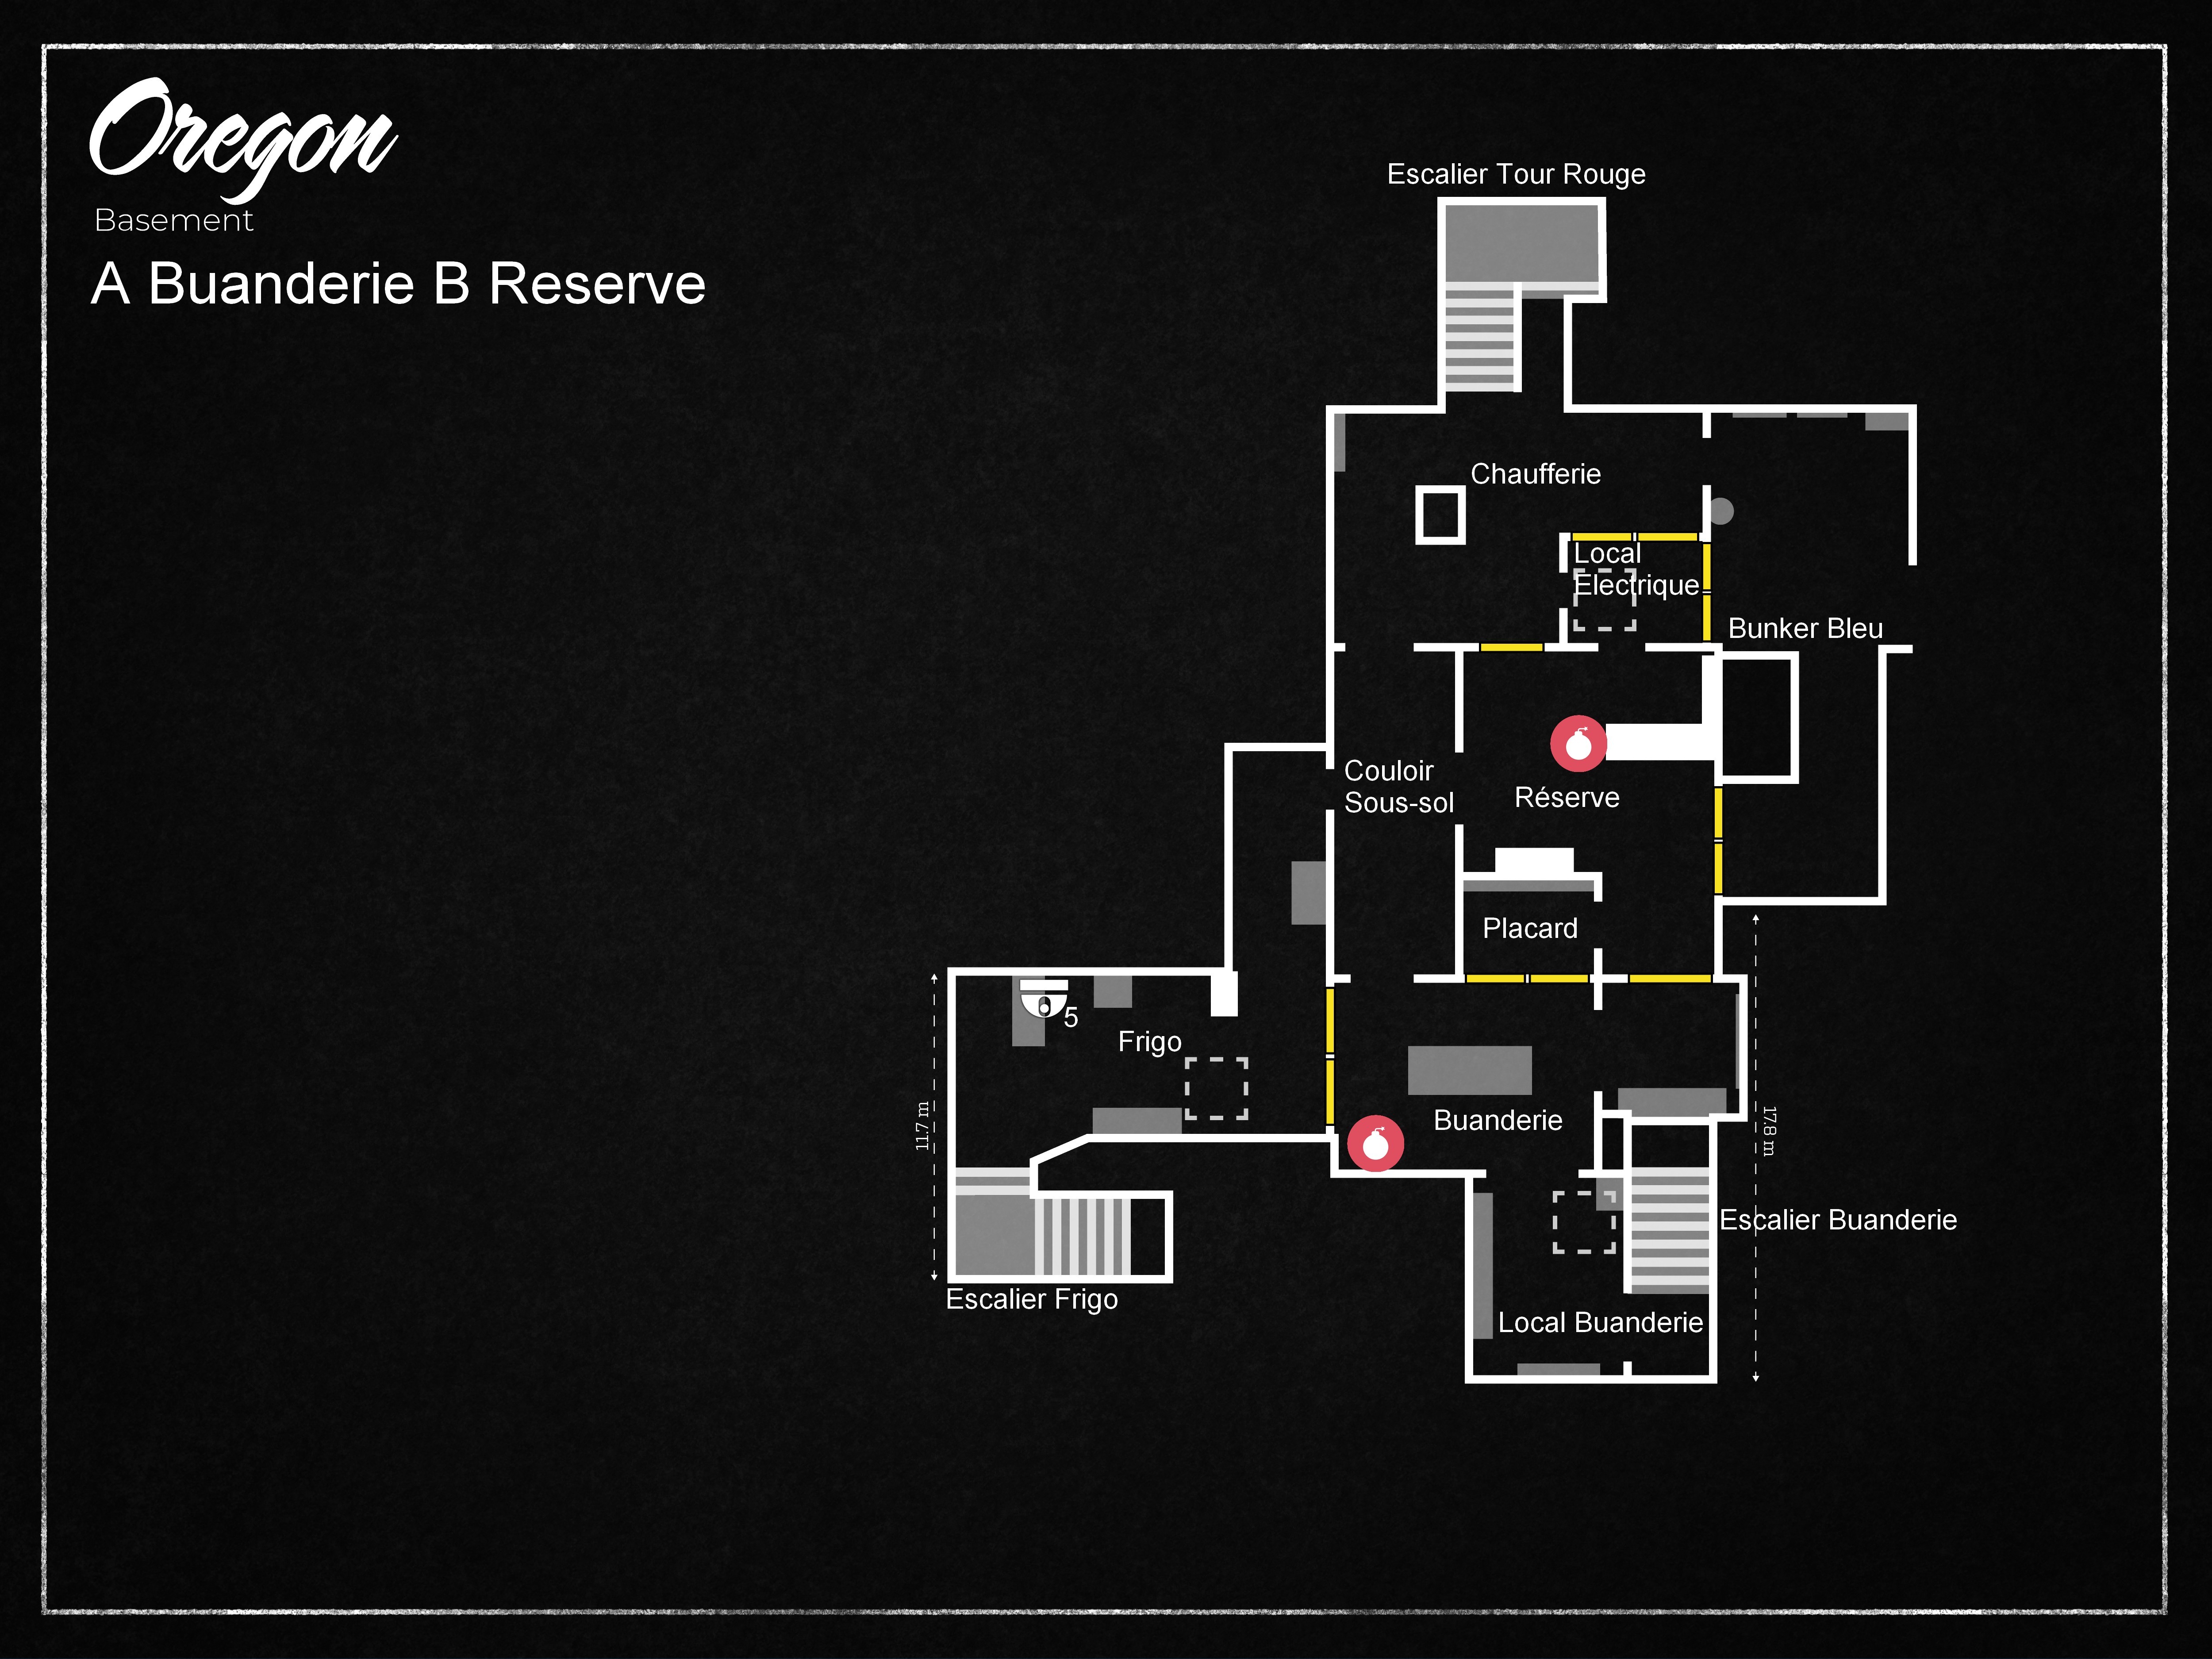 Oregon
Basement
A Buanderie B Reserve
Escalier Tour Rouge
Chaufferie
Local
Electrique
Bunker Bleu
Couloir
Sous-sol
Réserve
Placard
5
Frigo
Buanderie
11.7 m
17.8 m
Escalier Buanderie
Escalier Frigo
Local Buanderie